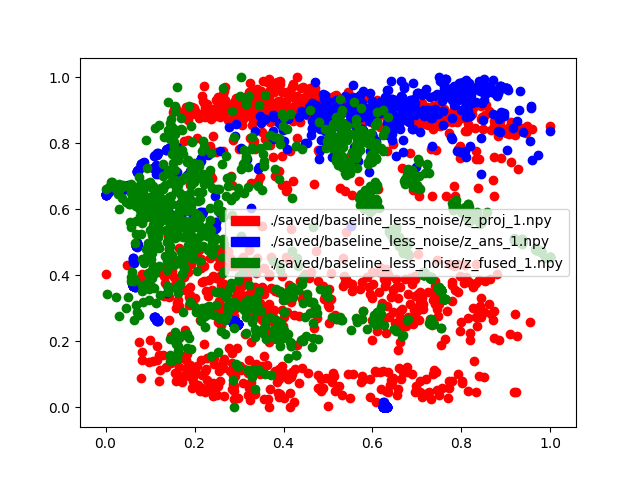 1.0
0.8
0.6
0.4
0.2
0.0
./saved/baseline_less_noise/z_proj_1.npy
./saved/baseline_less_noise/z_ans_1.npy
./saved/baseline_less_noise/z_fused_1.npy
0.0 0.2 0.4 0.6 0.8 1.0